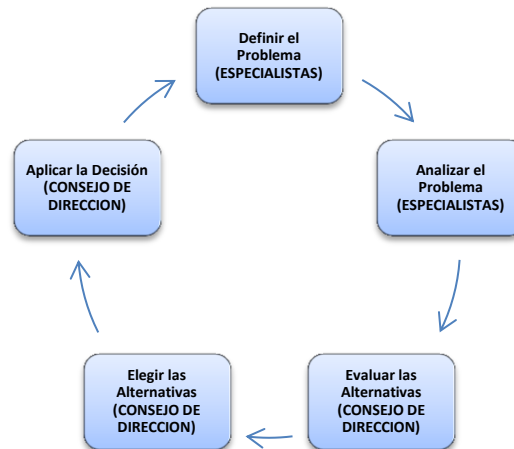 Definir el
Problema
(ESPECIALISTAS)
Analizar el
Problema
(ESPECIALISTAS)
Evaluar las
Alternativas
(CONSEJO DE
DIRECCION)
Elegir las
Alternativas
(CONSEJO DE
DIRECCION)
Aplicar la Decisión
(CONSEJO DE
DIRECCION)